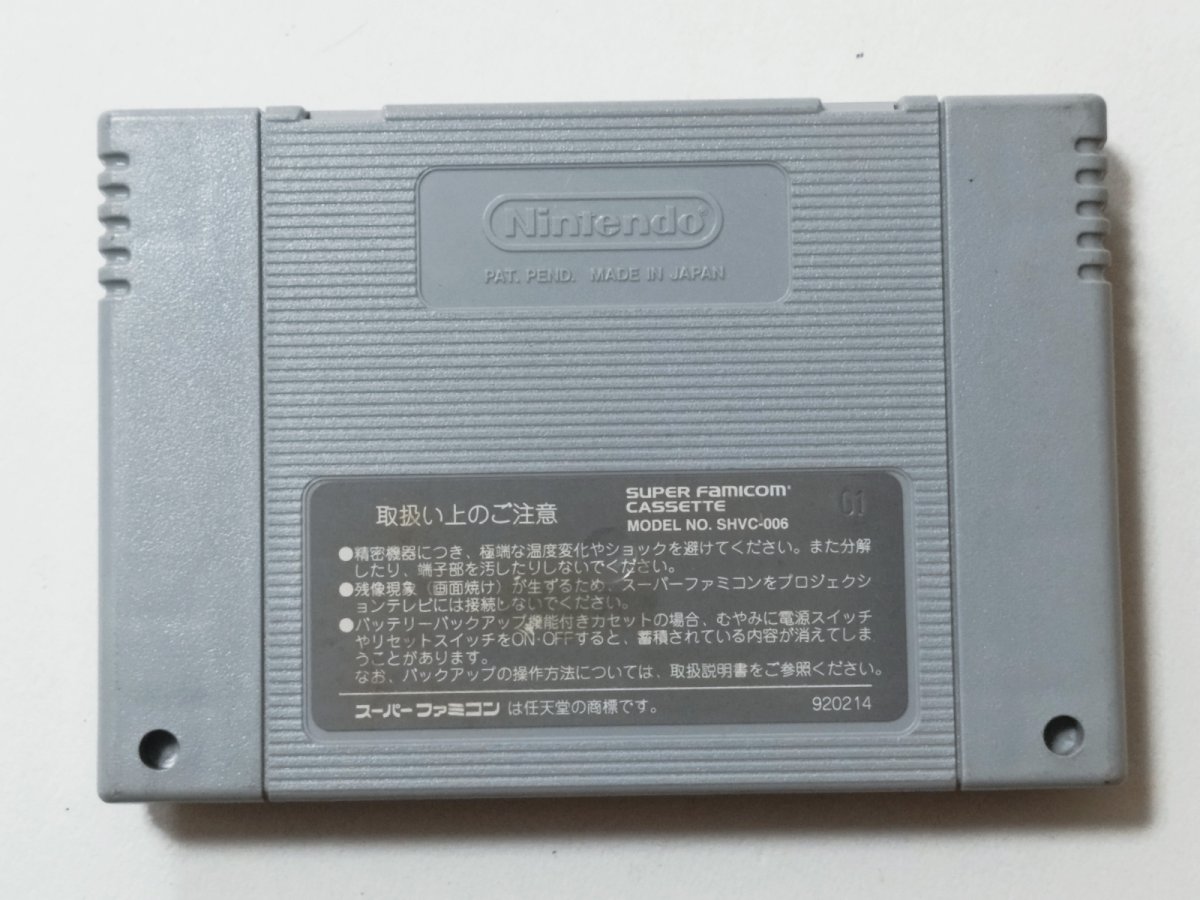 Nintendo®
PAT. PEND. MADE IN JAPAN
取扱い上のご注意
SUPER FAMICOM®
CASSETTE
MODEL NO. SHVC-006
G1
●精密機器につき、極端な温度変化やショックを避けてください。また分解
したり、端子部を汚したりしないでください。
●残像現象(画面焼け)が生ずるため、スーパーファミコンをプロジェクシ
ョンテレビには接続しないでください。
●バッテリーバックアップ機能付きカセットの場合、むやみに電源スイッチ
やリセットスイッチをON・OFFすると、蓄積されている内容が消えてしま
うことがあります。
なお、バックアップの操作方法については、取扱説明書をご参照ください。
スーパーファミコンは任天堂の商標です。
920214